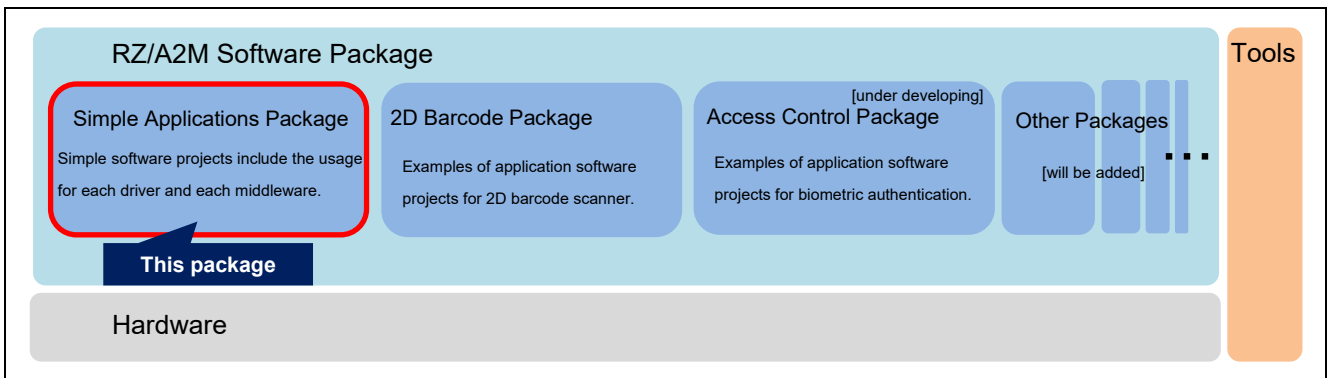 RZ/A2M Software Package
Tools
Simple Applications Package
Simple software projects include the usage
for each driver and each middleware.
This package
2D Barcode Package
Examples of application software
projects for 2D barcode scanner.
[under developing]
Access Control Package
Examples of application software
projects for biometric authentication.
Other Packages
...
[will be added]
Hardware